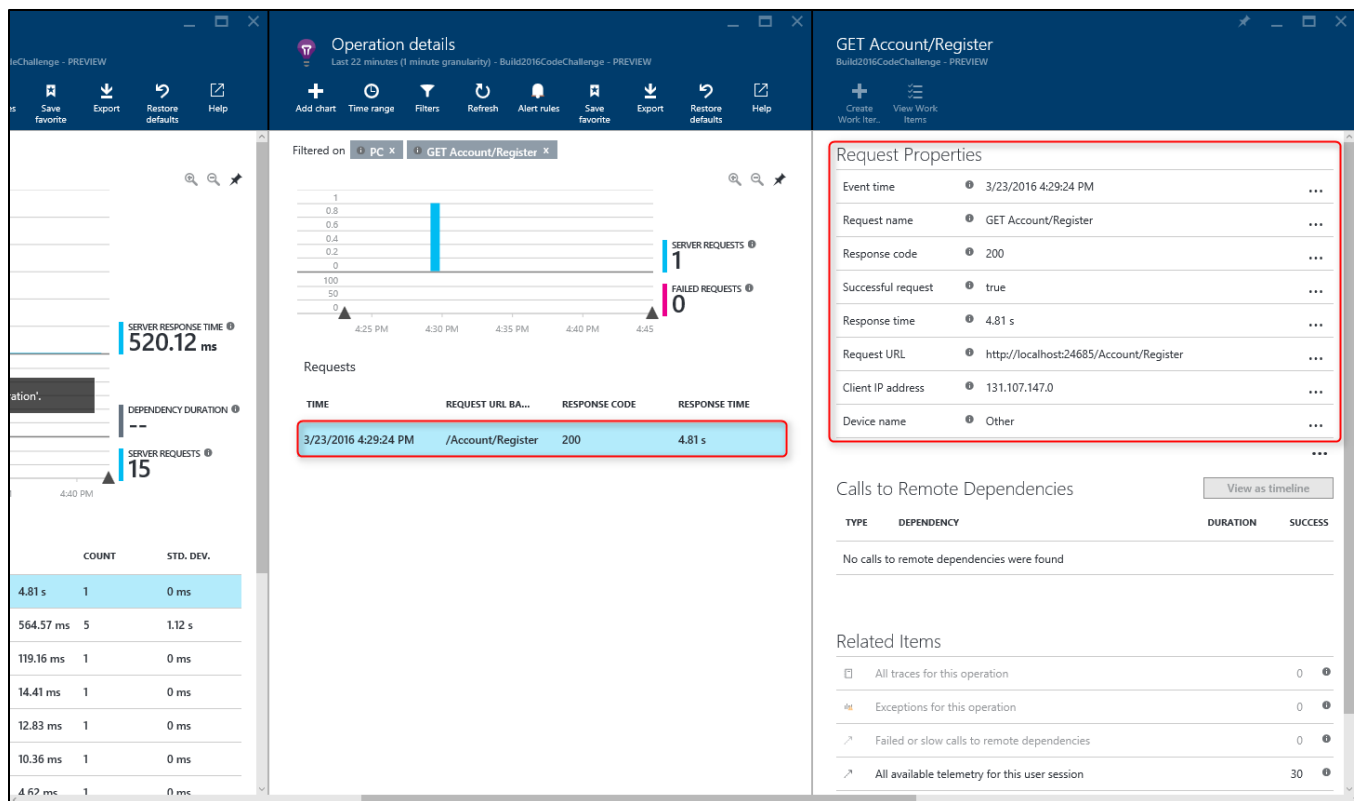 leChallenge - PREVIEW
es
Save favorite
Export
Restore defaults
Help
ation'.
SERVER RESPONSE TIME
520.12 ms
DEPENDENCY DURATION
--
SERVER REQUESTS
15
4:40 PM
COUNT STD. DEV.
4.81 s 1 0 ms
564.57 ms 5 1.12 s
119.16 ms 1 0 ms
14.41 ms 1 0 ms
12.83 ms 1 0 ms
10.36 ms 1 0 ms
4.62 ms 1 0 ms
Operation details
Last 22 minutes (1 minute granularity) - Build2016CodeChallenge - PREVIEW
Add chart
Time range
Filters
Refresh
Alert rules
Save favorite
Export
Restore defaults
Help
Filtered on PC x GET Account/Register x
1
0.8
0.6
0.4
0.2
0
100
50
0
4:25 PM 4:30 PM 4:35 PM 4:40 PM 4:45
SERVER REQUESTS
1
FAILED REQUESTS
0
Requests
TIME REQUEST URL BA... RESPONSE CODE RESPONSE TIME
3/23/2016 4:29:24 PM /Account/Register 200 4.81 s
GET Account/Register
Build2016CodeChallenge - PREVIEW
Create Work Iter..
View Work Items
Request Properties
Event time 3/23/2016 4:29:24 PM ...
Request name GET Account/Register ...
Response code 200 ...
Successful request true ...
Response time 4.81 s ...
Request URL http://localhost:24685/Account/Register ...
Client IP address 131.107.147.0 ...
Device name Other ...
...
Calls to Remote Dependencies View as timeline
TYPE DEPENDENCY DURATION SUCCESS
No calls to remote dependencies were found
Related Items
All traces for this operation 0
Exceptions for this operation 0
Failed or slow calls to remote dependencies 0
All available telemetry for this user session 30